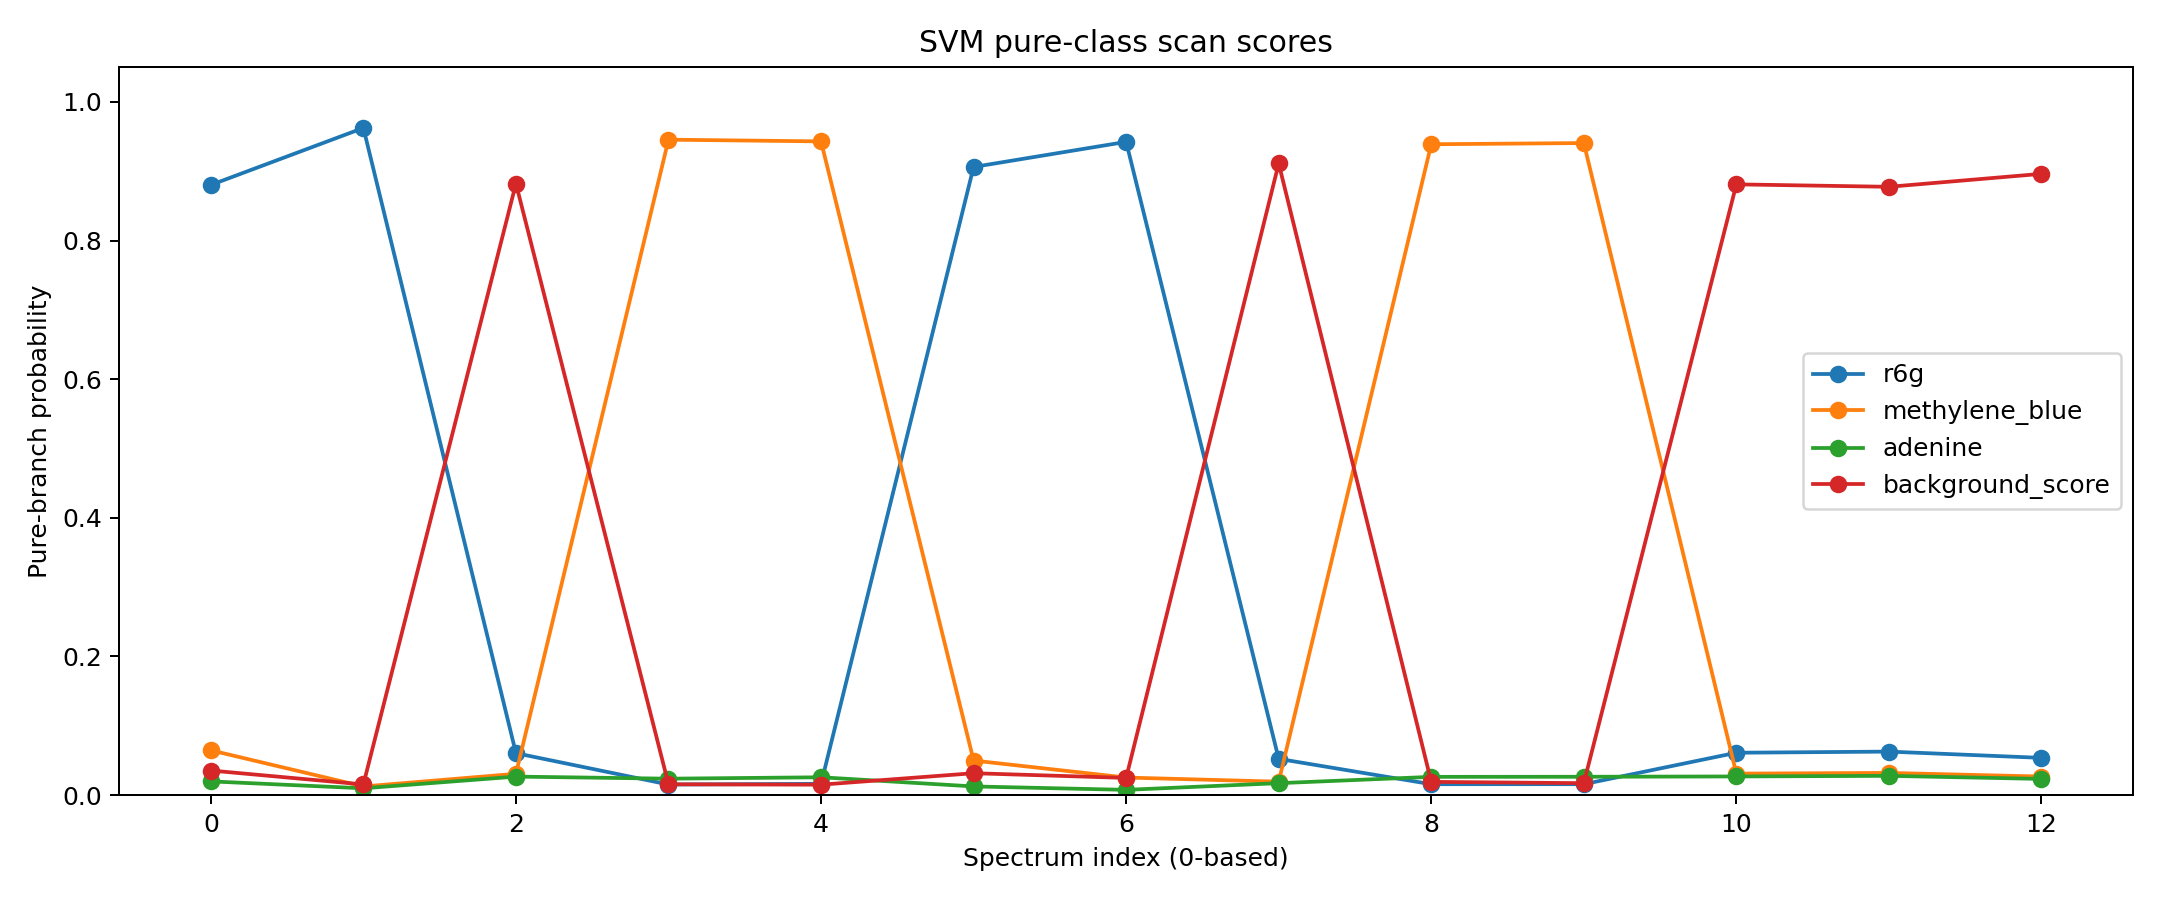 SVM pure-class scan scores
Pure-branch probability
1.0
0.8
0.6
0.4
0.2
0.0
r6g
methylene_blue
adenine
background_score
0 2 4 6 8 10 12
Spectrum index (0-based)